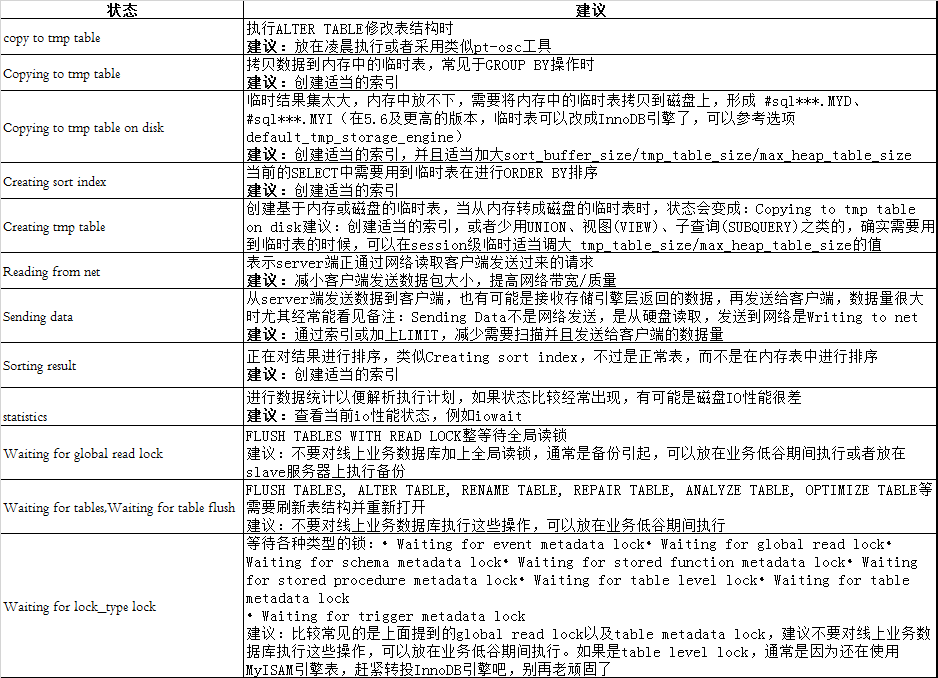 状态 建议
copy to tmp table
执行ALTER TABLE修改表结构时
建议：放在凌晨执行或者采用类似pt-osc工具
Copying to tmp table
拷贝数据到内存中的临时表，常见于GROUP BY操作时
建议：创建适当的索引
Copying to tmp table on disk
临时结果集太大，内存中放不下，需要将内存中的临时表拷贝到磁盘上，形成 #sql***.MYD、
#sql***.MYI（在5.6及更高的版本，临时表可以改成InnoDB引擎了，可以参考选项
default_tmp_storage_engine）
建议：创建适当的索引，并且适当加大sort_buffer_size/tmp_table_size/max_heap_table_size
Creating sort index
当前的SELECT中需要用到临时表在进行ORDER BY排序
建议：创建适当的索引
Creating tmp table
创建基于内存或磁盘的临时表，当从内存转成磁盘的临时表时，状态会变成：Copying to tmp table
on disk建议：创建适当的索引，或者少用UNION、视图(VIEW)、子查询(SUBQUERY)之类的，确实需要用
到临时表的时候，可以在session级临时适当调大 tmp_table_size/max_heap_table_size的值
Reading from net
表示server端正通过网络读取客户端发送过来的请求
建议：减小客户端发送数据包大小，提高网络带宽/质量
Sending data
从server端发送数据到客户端，也有可能是接收存储引擎层返回的数据，再发送给客户端，数据量很大
时尤其经常能看见备注：Sending Data不是网络发送，是从硬盘读取，发送到网络是Writing to net
建议：通过索引或加上LIMIT，减少需要扫描并且发送给客户端的数据量
Sorting result
正在对结果进行排序，类似Creating sort index，不过是正常表，而不是在内存表中进行排序
建议：创建适当的索引
statistics
进行数据统计以便解析执行计划，如果状态比较经常出现，有可能是磁盘IO性能很差
建议：查看当前io性能状态，例如iowait
Waiting for global read lock
FLUSH TABLES WITH READ LOCK整等待全局读锁
建议：不要对线上业务数据库加上全局读锁，通常是备份引起，可以放在业务低谷期间执行或者放在
slave服务器上执行备份
Waiting for tables,Waiting for table flush
FLUSH TABLES, ALTER TABLE, RENAME TABLE, REPAIR TABLE, ANALYZE TABLE, OPTIMIZE TABLE等
需要刷新表结构并重新打开
建议：不要对线上业务数据库执行这些操作，可以放在业务低谷期间执行
Waiting for lock_type lock
等待各种类型的锁：• Waiting for event metadata lock• Waiting for global read lock•
Waiting for schema metadata lock• Waiting for stored function metadata lock• Waiting
for stored procedure metadata lock• Waiting for table level lock• Waiting for table
metadata lock
• Waiting for trigger metadata lock
建议：比较常见的是上面提到的global read lock以及table metadata lock，建议不要对线上业务数
据库执行这些操作，可以放在业务低谷期间执行。如果是table level lock，通常是因为还在使用
MyISAM引擎表，赶紧转投InnoDB引擎吧，别再老顽固了